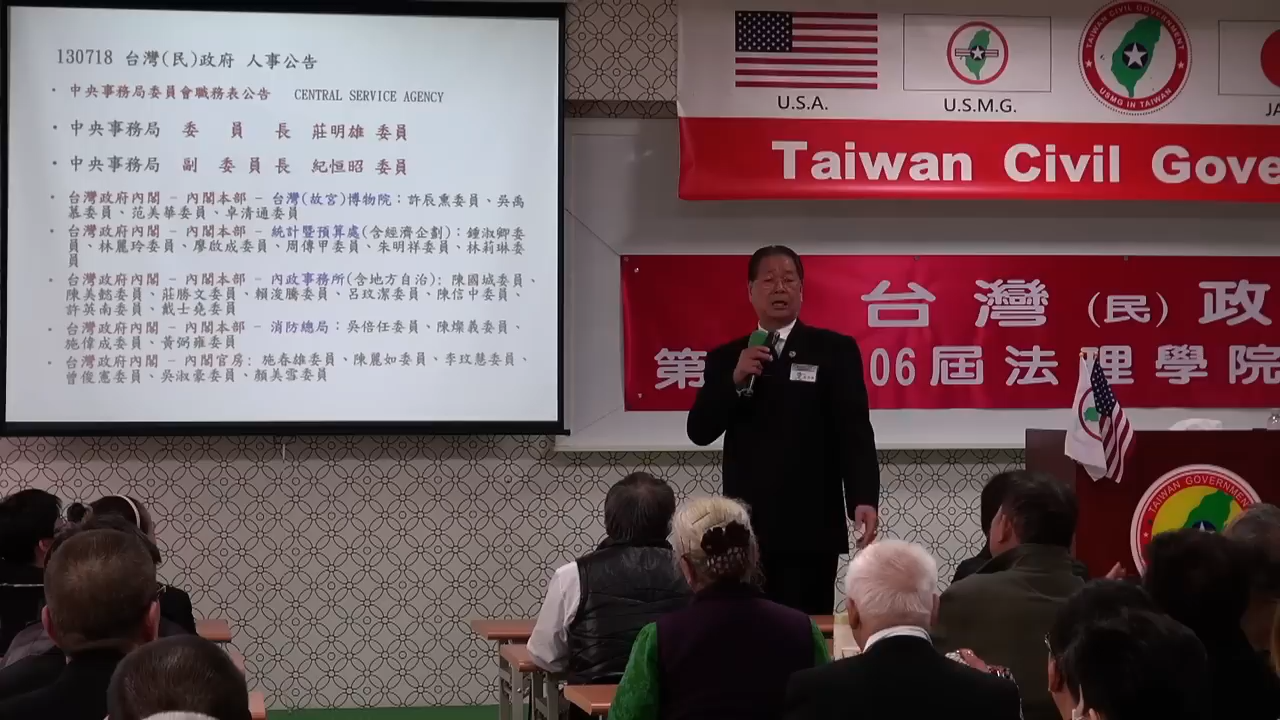 130718 台灣(民)政府 人事公告
· 中央事務局委員會職務表公告 CENTRAL SERVICE AGENCY
· 中央事務局 委 員 長 莊明雄 委員
· 中央事務局 副 委 員 長 紀恒昭 委員
· 台灣政府內閣 - 內閣本部 - 台灣(故宮)博物院：許辰熏委員、吳禹
慕委員、范美華委員、卓清通委員
· 台灣政府內閣 - 內閣本部 - 統計暨預算處(含經濟企劃)：鍾淑卿委
員、林麗玲委員、廖啟成委員、周傳甲委員、朱明祥委員、林莉琳委
員
· 台灣政府內閣 - 內閣本部 - 內政事務所(含地方自治): 陳國城委員、
陳美懿委員、莊勝文委員、賴浚騰委員、呂玟潔委員、陳信中委員、
許英南委員、戴士堯委員
· 台灣政府內閣 - 內閣本部 - 消防總局：吳倍任委員、陳燦義委員、
施偉成委員、黃弼雍委員
· 台灣政府內閣 - 內閣官房: 施春雄委員、陳麗如委員、李玟慧委員、
曾俊憲委員、吳淑豪委員、顏美雪委員
U.S.A.
U.S.M.G.
TAIWAN CIVIL GOVERNMENT
USMG IN TAIWAN
JA
Taiwan Civil Gove
台灣(民)政
第 06屆法理學院
TAIWAN GOVERNMENT